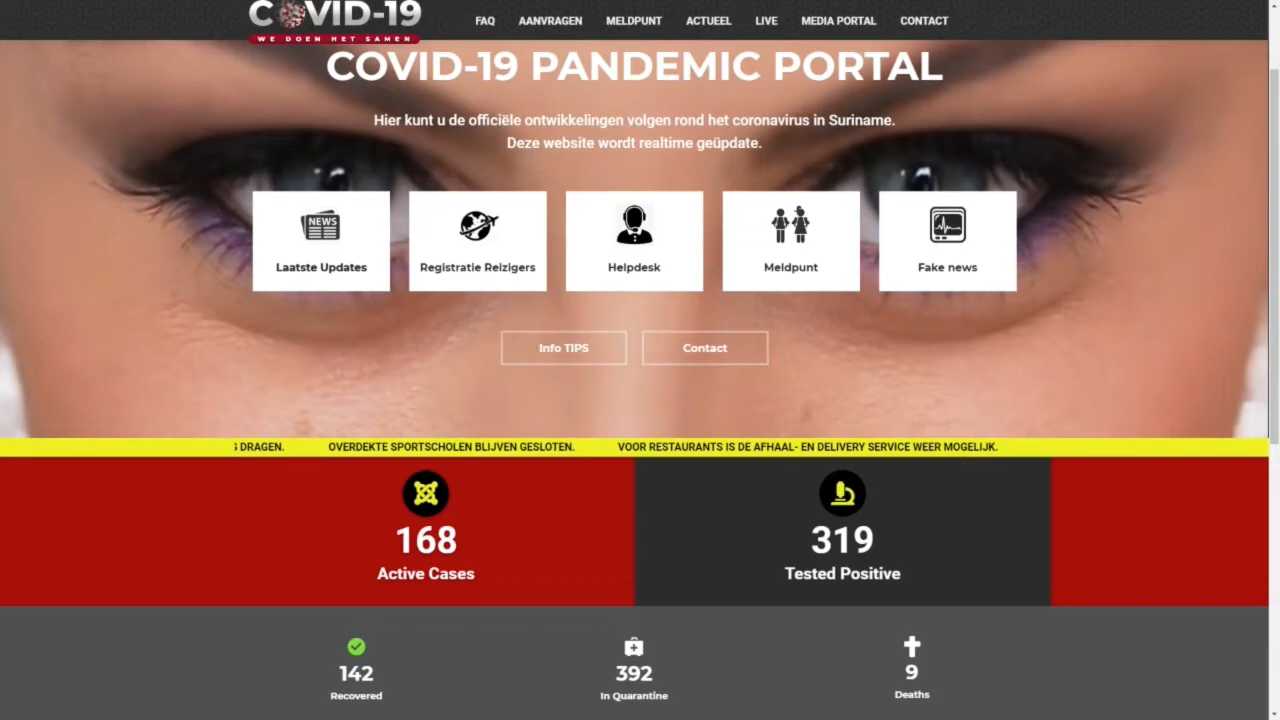 COVID-19
WE DOEN HET SAMEN
FAQ AANVRAGEN MELDPUNT ACTUEEL LIVE MEDIA PORTAL CONTACT
COVID-19 PANDEMIC PORTAL
Hier kunt u de officiële ontwikkelingen volgen rond het coronavirus in Suriname.
Deze website wordt realtime geüpdate.
NEWS
Laatste Updates Registratie Reizigers Helpdesk Meldpunt Fake news
Info TIPS Contact
DRAGEN. OVERDEKTE SPORTSCHOLEN BLIJVEN GESLOTEN. VOOR RESTAURANTS IS DE AFHAAL- EN DELIVERY SERVICE WEER MOGELIJK.
168 319
Active Cases Tested Positive
142 392 9
Recovered In Quarantine Deaths